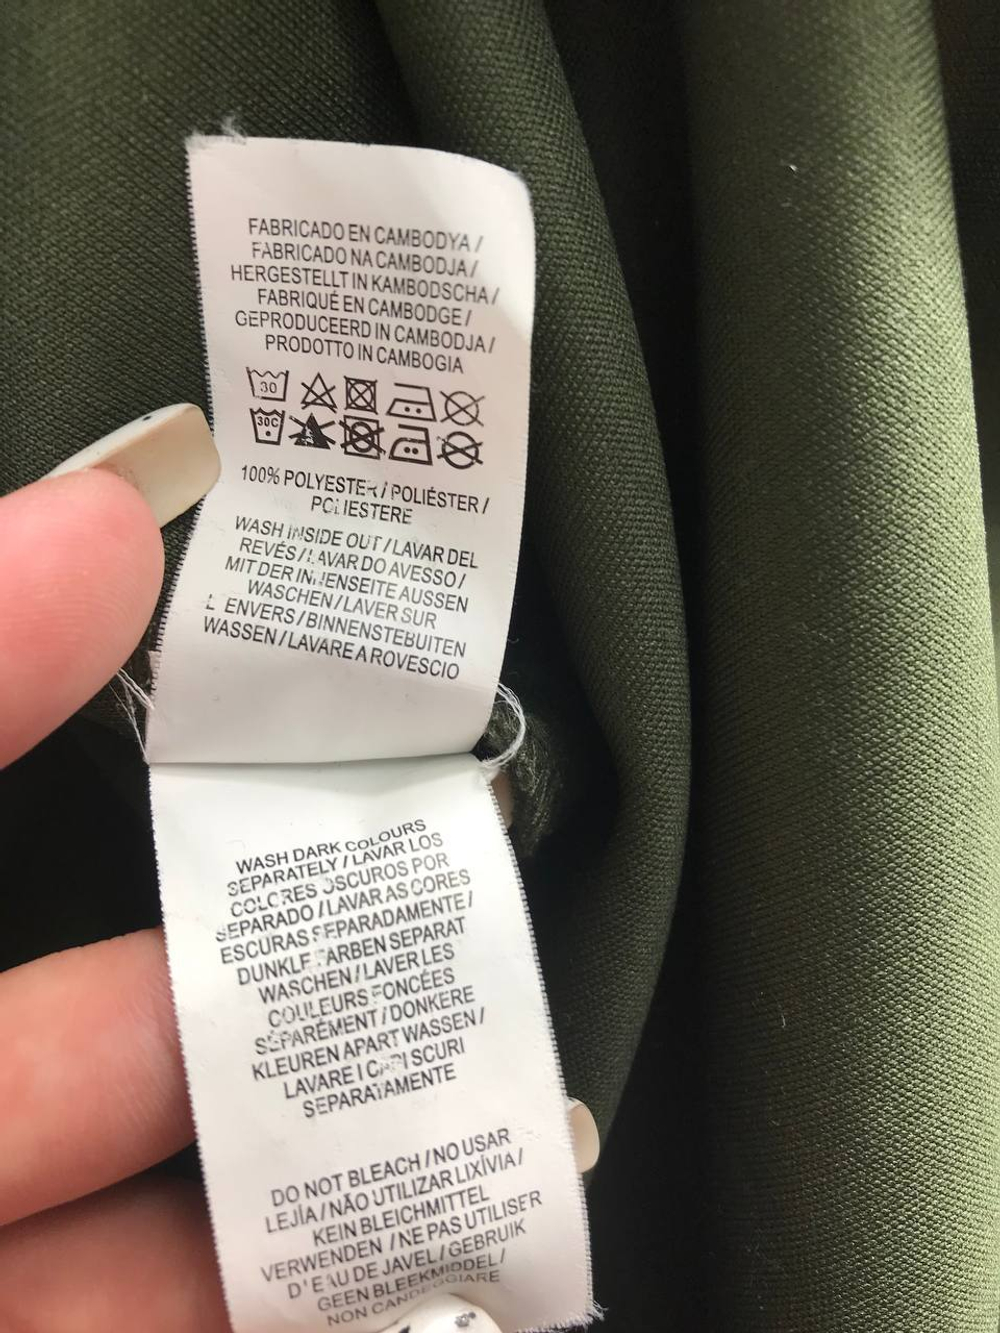 FABRICADO EN CAMBODYA /
FABRICADO NA CAMBODJA /
HERGESTELLT IN KAMBODSCHA /
FABRIQUÉ EN CAMBODGE /
GEPRODUCEERD IN CAMBODJA /
PRODOTTO IN CAMBOGIA
30
30C
100% POLYESTER / POLIÉSTER /
POLIESTERE
WASH INSIDE OUT / LAVAR DEL
REVÉS / LAVAR DO AVESSO /
MIT DER INNENSEITE AUSSEN
WASCHEN / LAVER SUR
L ENVERS / BINNENSTEBUITEN
WASSEN / LAVARE A ROVESCIO
WASH DARK COLOURS
SEPARATELY / LAVAR LOS
COLORES OSCUROS POR
SEPARADO / LAVAR AS CORES
ESCURAS SEPARADAMENTE /
DUNKLE FARBEN SEPARAT
WASCHEN / LAVER LES
COULEURS FONCÉES
SÉPARÉMENT / DONKERE
KLEUREN APART WASSEN /
LAVARE I CAPI SCURI
SEPARATAMENTE
DO NOT BLEACH / NO USAR
LEJÍA / NÃO UTILIZAR LIXÍVIA /
KEIN BLEICHMITTEL
VERWENDEN / NE PAS UTILISER
D'EAU DE JAVEL / GEBRUIK
GEEN BLEEKMIDDEL /
NON CANDEGGIARE